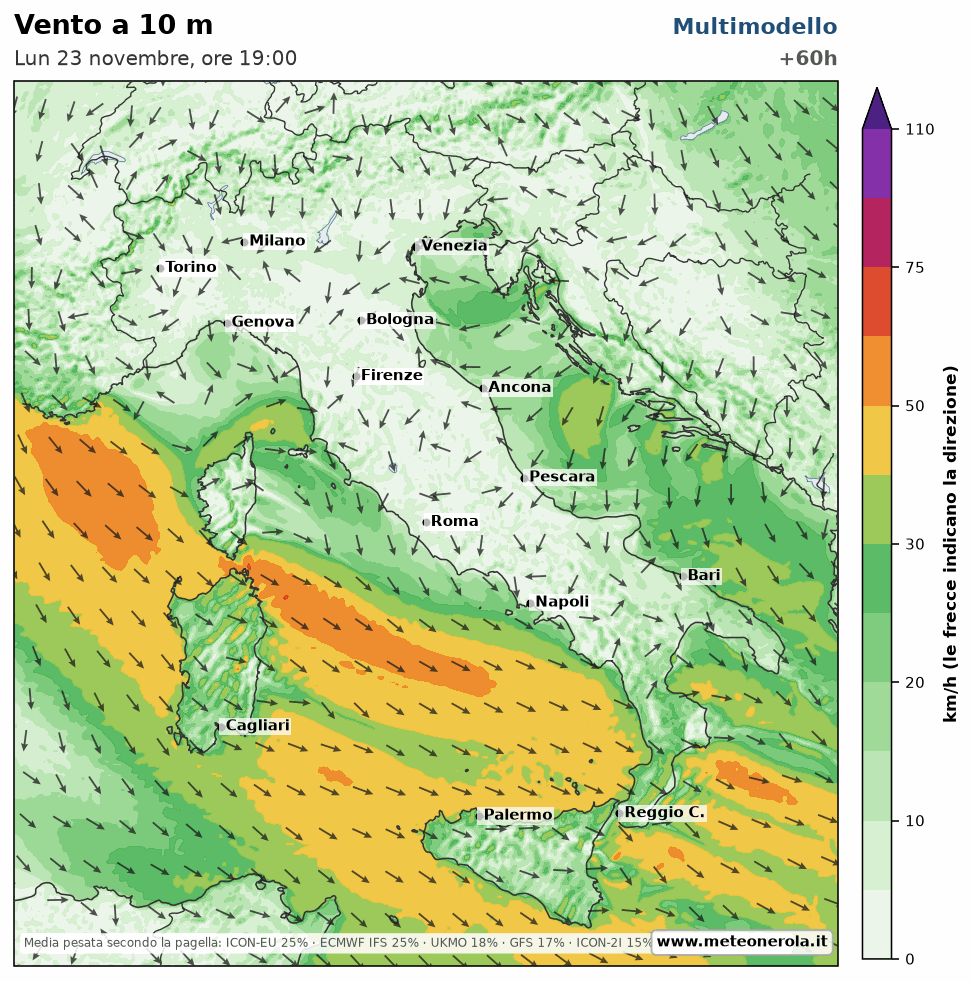 Vento a 10 m
Multimodello
Lun 23 novembre, ore 19:00
+60h
Milano
Venezia
Torino
Genova
Bologna
Firenze
Ancona
Pescara
Roma
Bari
Napoli
Cagliari
Palermo
Reggio C.
Media pesata secondo la pagella: ICON-EU 25% · ECMWF IFS 25% · UKMO 18% · GFS 17% · ICON-2I 15%
www.meteonerola.it
110
75
50
30
20
10
0
km/h (le frecce indicano la direzione)